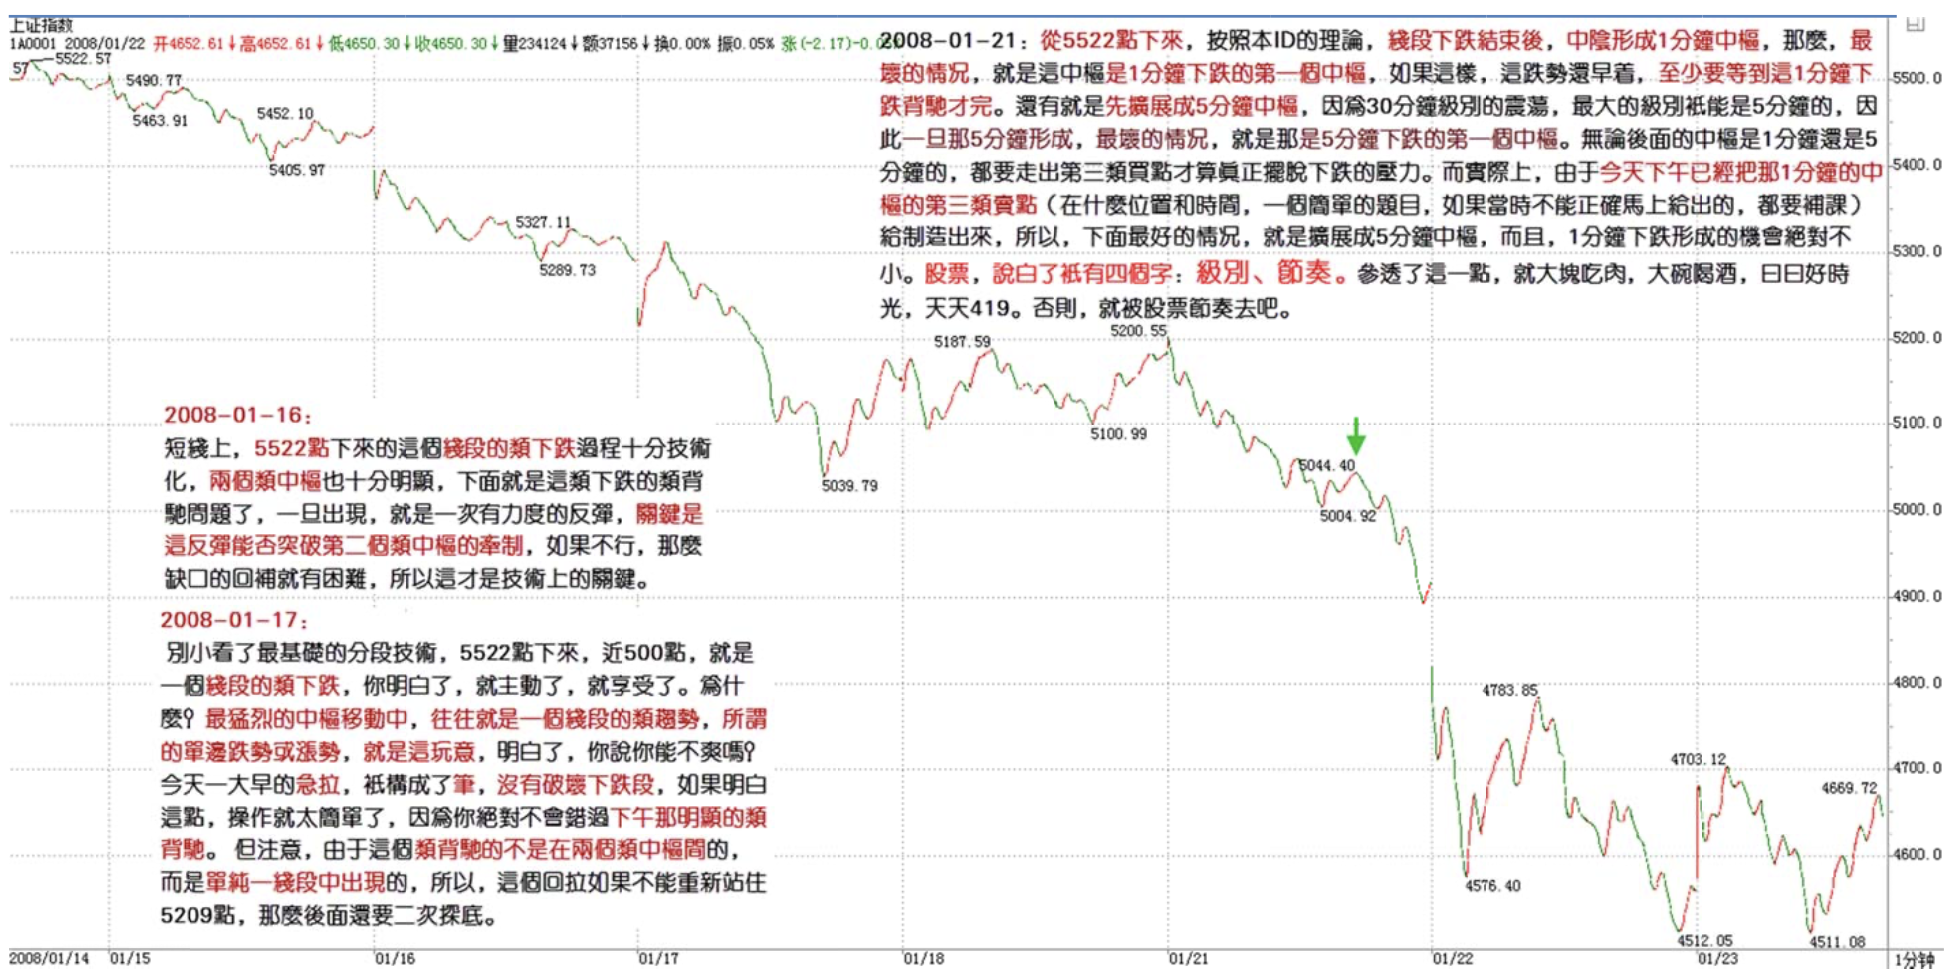 上证指数
1A0001 2008/01/22 开4652.61↓高4652.61↓低4650.30↓收4650.30↓量234124↓额37156↓换0.00% 振0.05% 涨(-2.17)-0.0
2008-01-21：從5522點下來，按照本ID的理論，綫段下跌結束後，中陰形成1分鐘中樞，那麼，最
壞的情况，就是這中樞是1分鐘下跌的第一個中樞，如果這樣，這跌勢還早着，至少要等到這1分鐘下
跌背馳才完。還有就是先擴展成5分鐘中樞，因爲30分鐘級別的震蕩，最大的級別衹能是5分鐘的，因
此一旦那5分鐘形成，最壞的情况，就是那是5分鐘下跌的第一個中樞。無論後面的中樞是1分鐘還是5
分鐘的，都要走出第三類買點才算眞正擺脫下跌的壓力。而實際上，由于今天下午已經把那1分鐘的中
樞的第三類賣點（在什麼位置和時間，一個簡單的題目，如果當時不能正確馬上給出的，都要補課）
給制造出來，所以，下面最好的情况，就是擴展成5分鐘中樞，而且，1分鐘下跌形成的機會絕對不
小。股票，說白了衹有四個字：級別、節奏。參透了這一點，就大塊吃肉，大碗喝酒，日日好時
光，天天419。否則，就被股票節奏去吧。
57
5522.57
5490.77
5463.91
5452.10
5405.97
5327.11
5289.73
5187.59
5200.55
5039.79
5100.99
5044.40
5004.92
4783.85
4576.40
4703.12
4669.72
4512.05
4511.08
2008-01-16：
短綫上，5522點下來的這個綫段的類下跌過程十分技術
化，兩個類中樞也十分明顯，下面就是這類下跌的類背
馳問題了，一旦出現，就是一次有力度的反彈，關鍵是
這反彈能否突破第二個類中樞的牽制，如果不行，那麼
缺口的回補就有困難，所以這才是技術上的關鍵。
2008-01-17：
別小看了最基礎的分段技術，5522點下來，近500點，就是
一個綫段的類下跌，你明白了，就主動了，就享受了。爲什
麼？最猛烈的中樞移動中，往往就是一個綫段的類趨勢，所謂
的單邊跌勢或漲勢，就是這玩意，明白了，你說你能不爽嗎？
今天一大早的急拉，衹構成了筆，沒有破壞下跌段，如果明白
這點，操作就太簡單了，因爲你絕對不會錯過下午那明顯的類
背馳。但注意，由于這個類背馳的不是在兩個類中樞間的，
而是單純一綫段中出現的，所以，這個回拉如果不能重新站住
5209點，那麼後面還要二次探底。
5500.0
5400.0
5300.0
5200.0
5100.0
5000.0
4900.0
4800.0
4700.0
4600.0
2008/01/14 01/15 01/16 01/17 01/18 01/21 01/22 01/23 1分钟